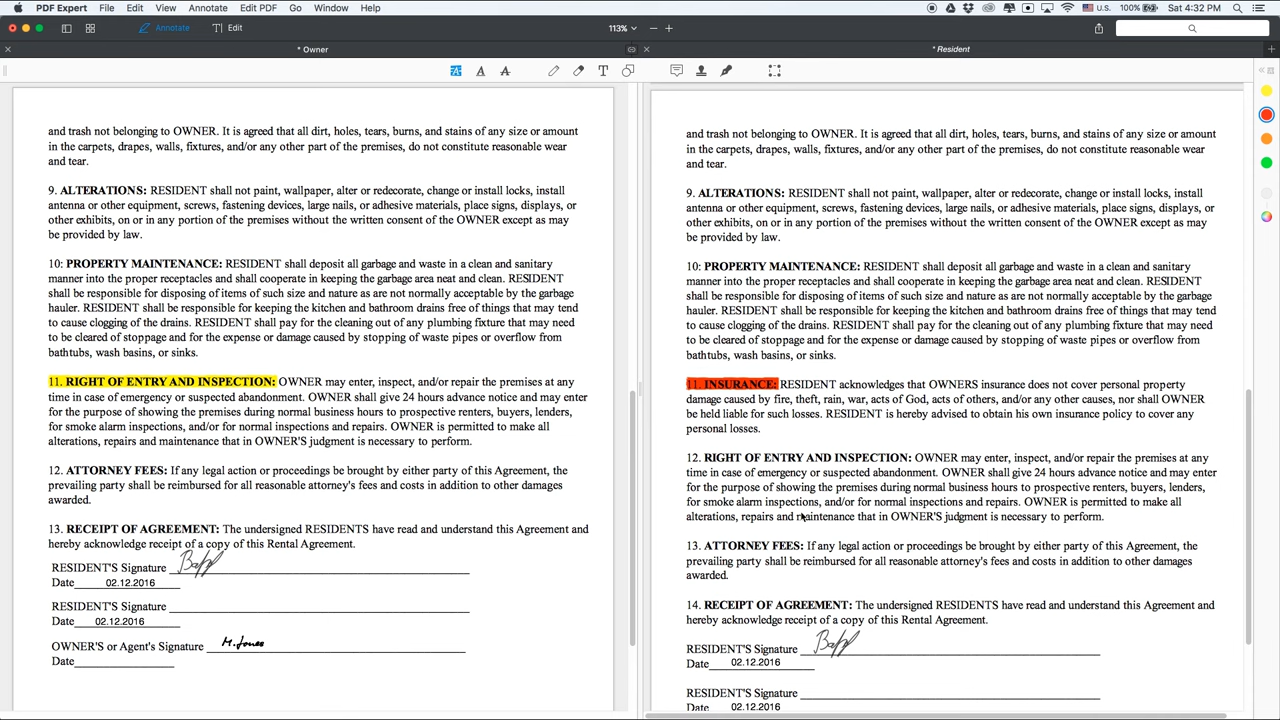 PDF Expert File Edit View Annotate Edit PDF Go Window Help U.S. 100% Sat 4:32 PM
Annotate Edit 113%
* Owner
* Resident
and trash not belonging to OWNER. It is agreed that all dirt, holes, tears, burns, and stains of any size or amount
in the carpets, drapes, walls, fixtures, and/or any other part of the premises, do not constitute reasonable wear
and tear.
9. ALTERATIONS: RESIDENT shall not paint, wallpaper, alter or redecorate, change or install locks, install
antenna or other equipment, screws, fastening devices, large nails, or adhesive materials, place signs, displays, or
other exhibits, on or in any portion of the premises without the written consent of the OWNER except as may
be provided by law.
10: PROPERTY MAINTENANCE: RESIDENT shall deposit all garbage and waste in a clean and sanitary
manner into the proper receptacles and shall cooperate in keeping the garbage area neat and clean. RESIDENT
shall be responsible for disposing of items of such size and nature as are not normally acceptable by the garbage
hauler. RESIDENT shall be responsible for keeping the kitchen and bathroom drains free of things that may tend
to cause clogging of the drains. RESIDENT shall pay for the cleaning out of any plumbing fixture that may need
to be cleared of stoppage and for the expense or damage caused by stopping of waste pipes or overflow from
bathtubs, wash basins, or sinks.
11. RIGHT OF ENTRY AND INSPECTION: OWNER may enter, inspect, and/or repair the premises at any
time in case of emergency or suspected abandonment. OWNER shall give 24 hours advance notice and may enter
for the purpose of showing the premises during normal business hours to prospective renters, buyers, lenders,
for smoke alarm inspections, and/or for normal inspections and repairs. OWNER is permitted to make all
alterations, repairs and maintenance that in OWNER'S judgment is necessary to perform.
12. ATTORNEY FEES: If any legal action or proceedings be brought by either party of this Agreement, the
prevailing party shall be reimbursed for all reasonable attorney's fees and costs in addition to other damages
awarded.
13. RECEIPT OF AGREEMENT: The undersigned RESIDENTS have read and understand this Agreement and
hereby acknowledge receipt of a copy of this Rental Agreement.
RESIDENT'S Signature
Date 02.12.2016
RESIDENT'S Signature
Date 02.12.2016
OWNER'S or Agent's Signature M.Jones
Date
and trash not belonging to OWNER. It is agreed that all dirt, holes, tears, burns, and stains of any size or amount
in the carpets, drapes, walls, fixtures, and/or any other part of the premises, do not constitute reasonable wear
and tear.
9. ALTERATIONS: RESIDENT shall not paint, wallpaper, alter or redecorate, change or install locks, install
antenna or other equipment, screws, fastening devices, large nails, or adhesive materials, place signs, displays, or
other exhibits, on or in any portion of the premises without the written consent of the OWNER except as may
be provided by law.
10: PROPERTY MAINTENANCE: RESIDENT shall deposit all garbage and waste in a clean and sanitary
manner into the proper receptacles and shall cooperate in keeping the garbage area neat and clean. RESIDENT
shall be responsible for disposing of items of such size and nature as are not normally acceptable by the garbage
hauler. RESIDENT shall be responsible for keeping the kitchen and bathroom drains free of things that may tend
to cause clogging of the drains. RESIDENT shall pay for the cleaning out of any plumbing fixture that may need
to be cleared of stoppage and for the expense or damage caused by stopping of waste pipes or overflow from
bathtubs, wash basins, or sinks.
11. INSURANCE: RESIDENT acknowledges that OWNERS insurance does not cover personal property
damage caused by fire, theft, rain, war, acts of God, acts of others, and/or any other causes, nor shall OWNER
be held liable for such losses. RESIDENT is hereby advised to obtain his own insurance policy to cover any
personal losses.
12. RIGHT OF ENTRY AND INSPECTION: OWNER may enter, inspect, and/or repair the premises at any
time in case of emergency or suspected abandonment. OWNER shall give 24 hours advance notice and may enter
for the purpose of showing the premises during normal business hours to prospective renters, buyers, lenders,
for smoke alarm inspections, and/or for normal inspections and repairs. OWNER is permitted to make all
alterations, repairs and maintenance that in OWNER'S judgment is necessary to perform.
13. ATTORNEY FEES: If any legal action or proceedings be brought by either party of this Agreement, the
prevailing party shall be reimbursed for all reasonable attorney's fees and costs in addition to other damages
awarded.
14. RECEIPT OF AGREEMENT: The undersigned RESIDENTS have read and understand this Agreement and
hereby acknowledge receipt of a copy of this Rental Agreement.
RESIDENT'S Signature
Date 02.12.2016
RESIDENT'S Signature
Date 02.12.2016